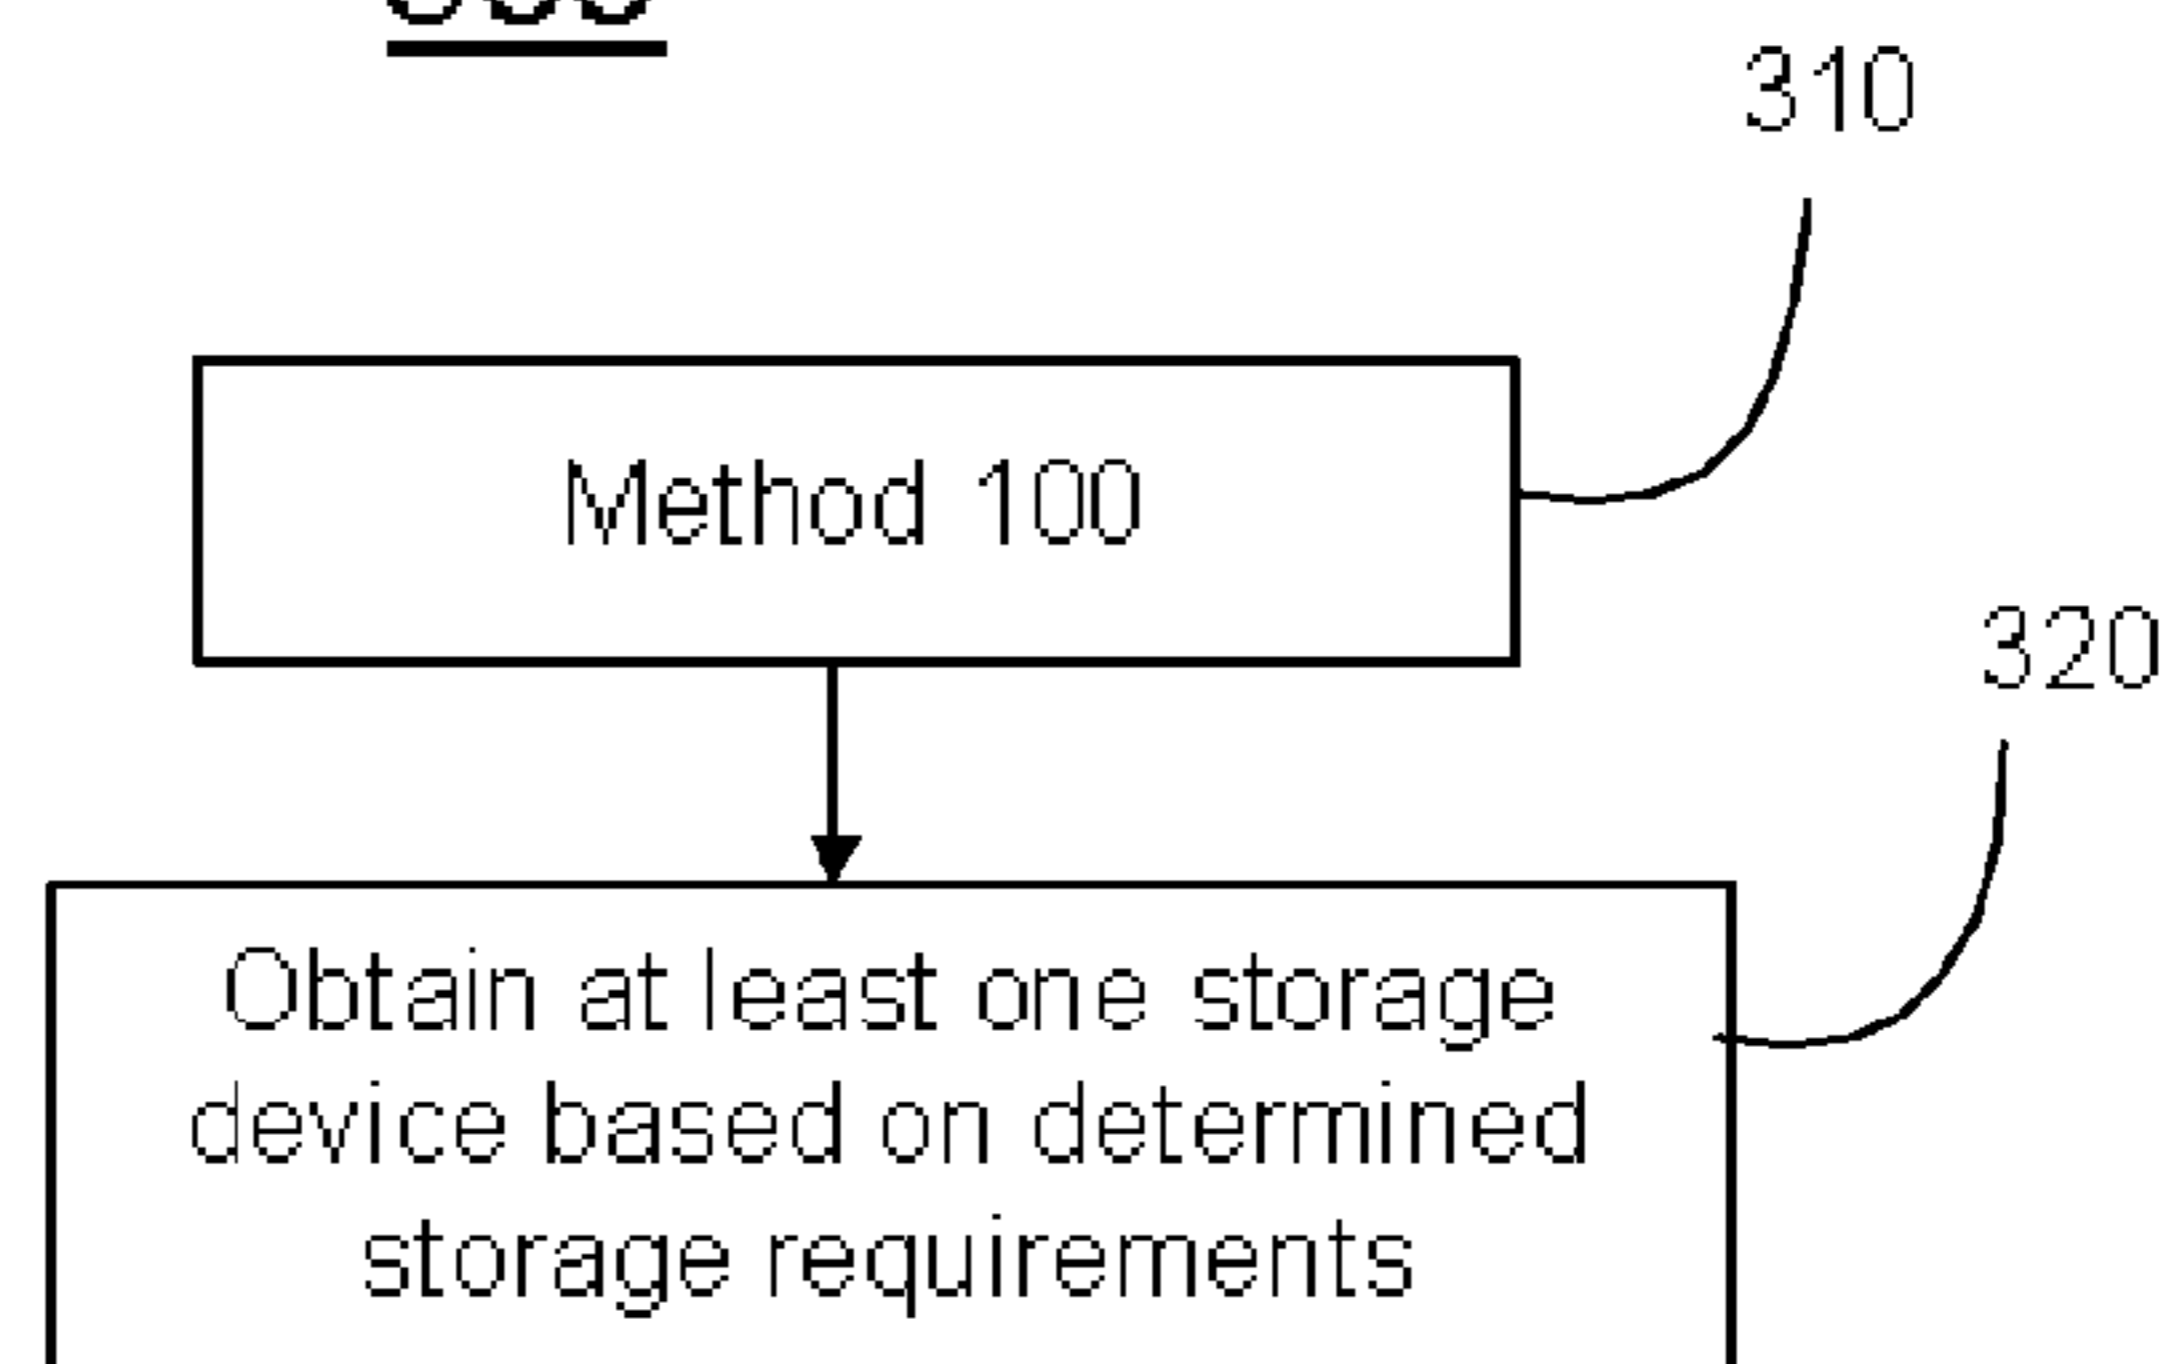 310
Method 100
320
Obtain at least one storage
device based on determined
storage requirements